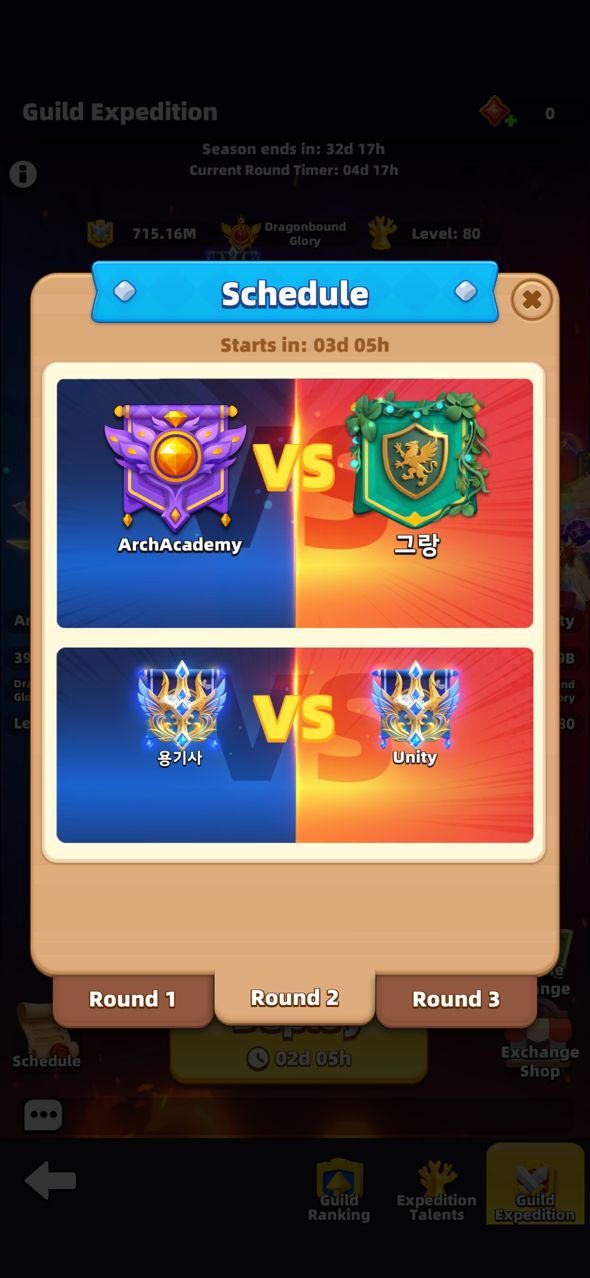 Guild Expedition
0
Season ends in: 32d 17h
Current Round Timer: 04d 17h
715.16M
Dragonbound
Glory
Level: 80
Schedule
Starts in: 03d 05h
VS
ArchAcademy
그랑
VS
용기사
Unity
Round 1
Round 2
Round 3
Deploy
02d 05h
Schedule
Exchange
Shop
Guild
Ranking
Expedition
Talents
Guild
Expedition